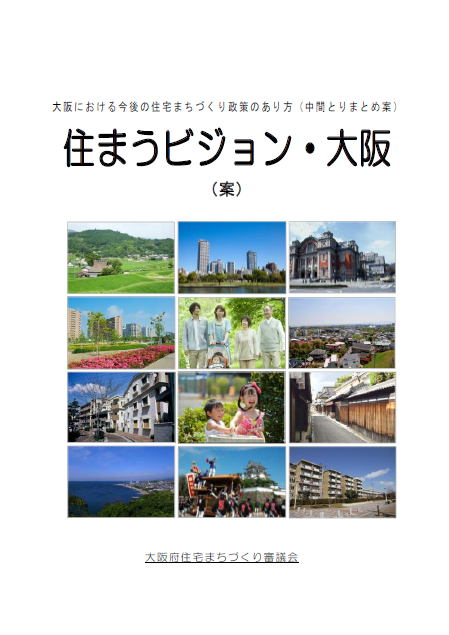 大阪における今後の住宅まちづくり政策のあり方（中間とりまとめ案）
住まうビジョン・大阪
（案）
大阪府住宅まちづくり審議会